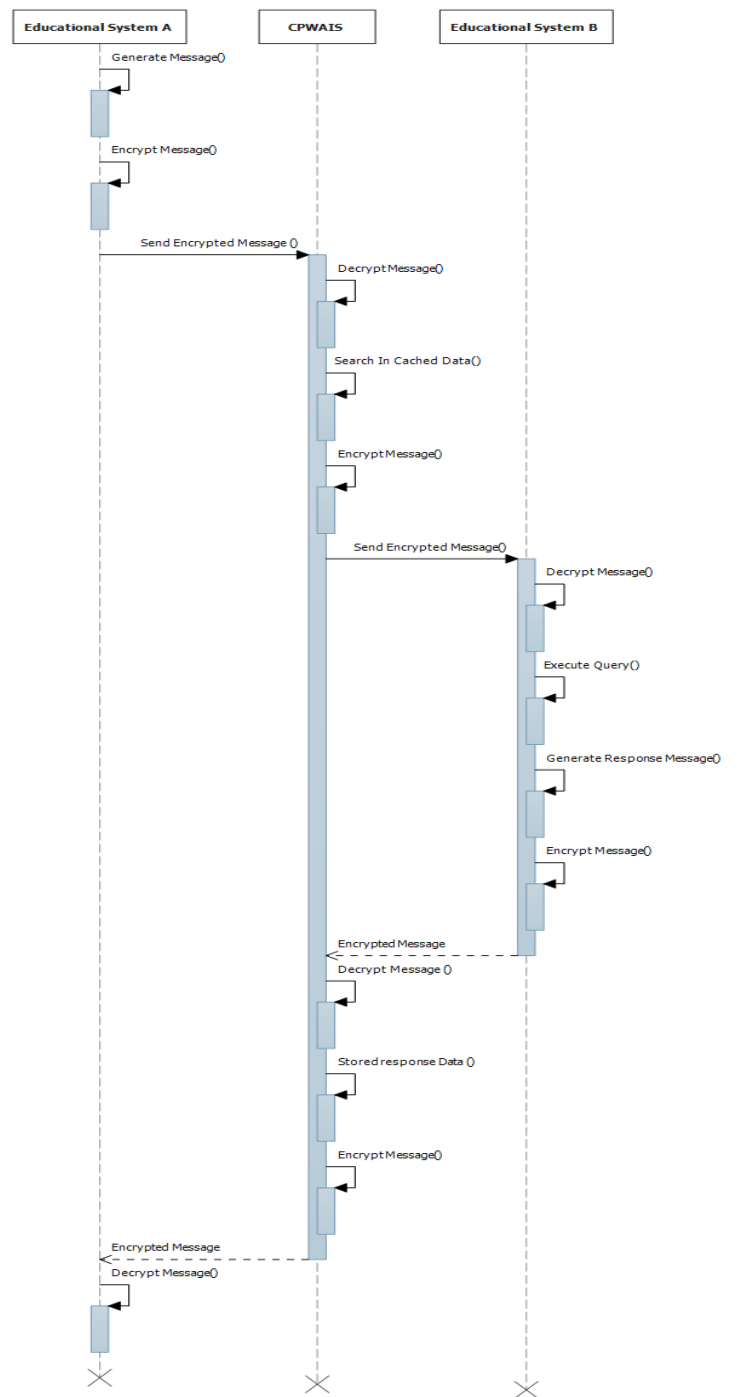 Educational System A
CPWAIS
Educational System B
Generate Message()
Encrypt Message()
Send Encrypted Message ()
Decrypt Message()
Search In Cached Data()
Encrypt Message()
Send Encrypted Message()
Decrypt Message()
Execute Query()
Generate Response Message()
Encrypt Message()
Encrypted Message
Decrypt Message ()
Stored response Data ()
Encrypt Message()
Encrypted Message
Decrypt Message()